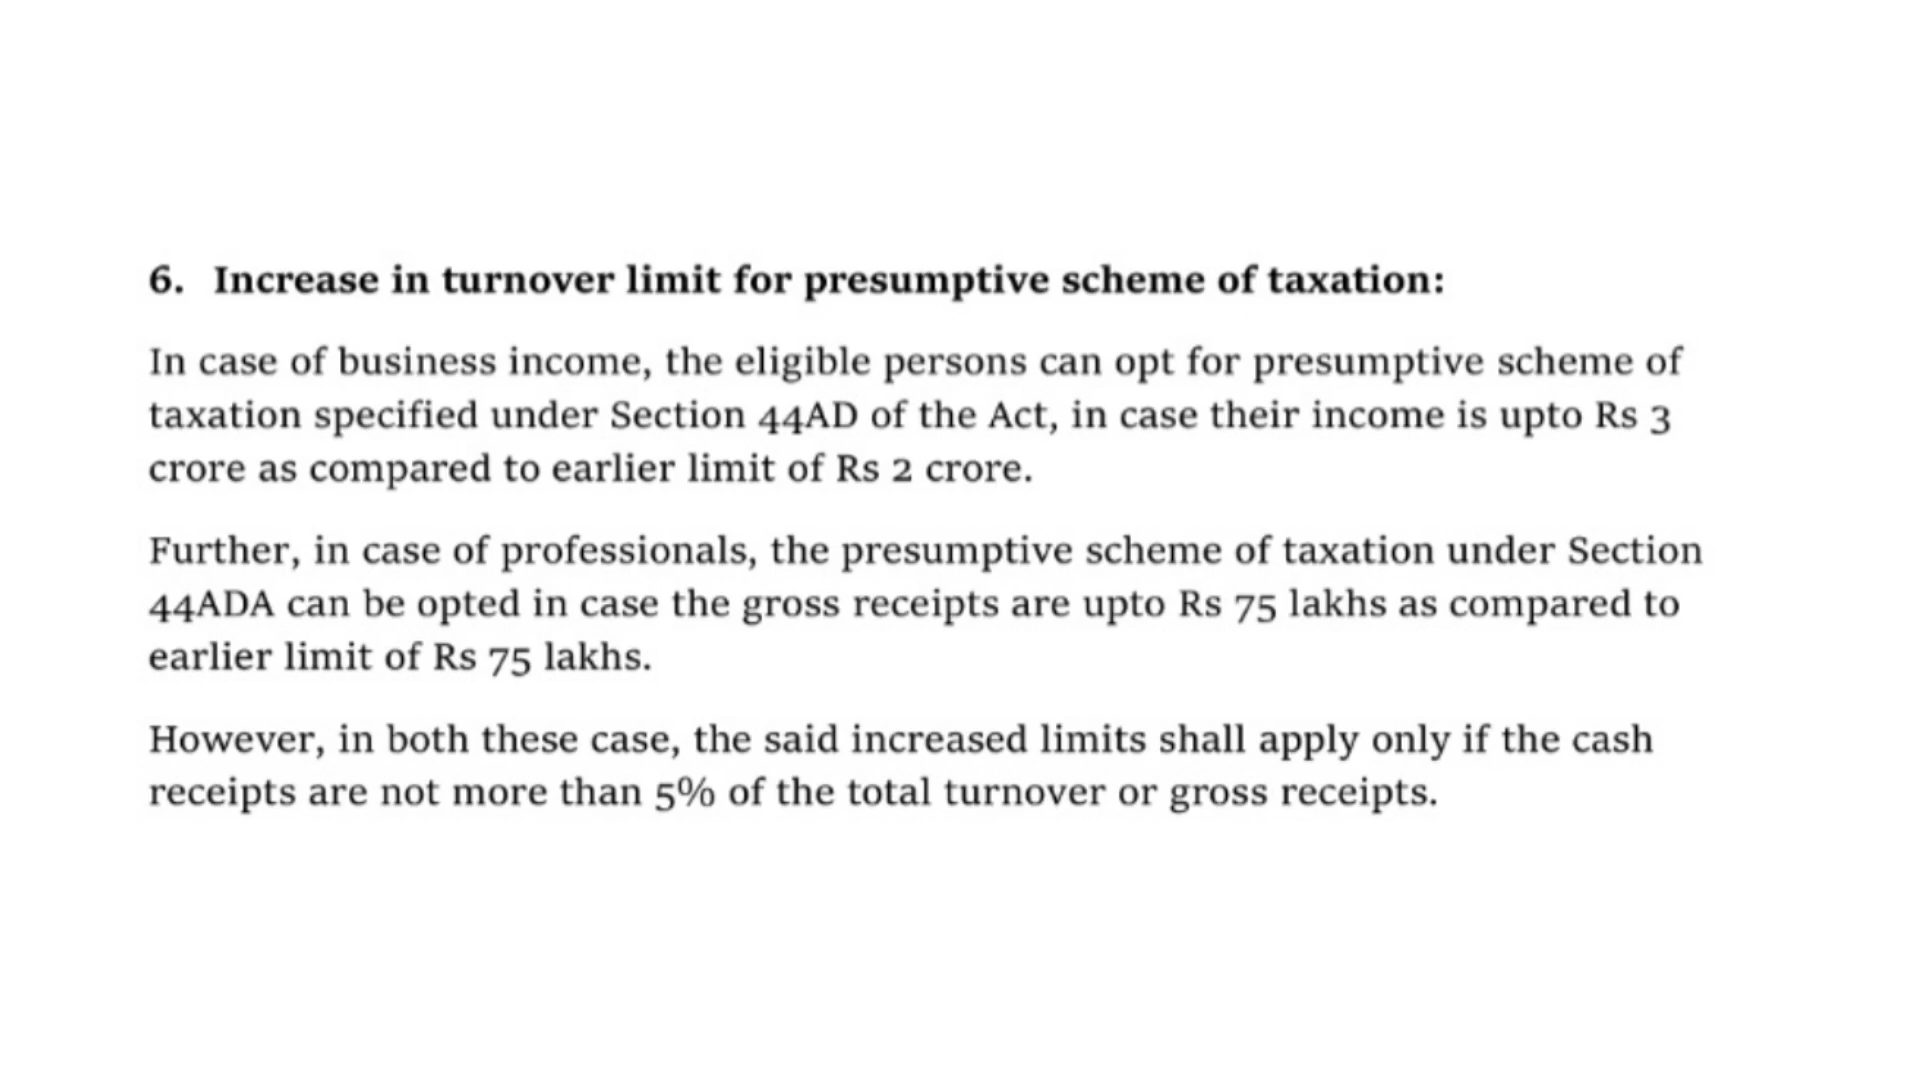 6. Increase in turnover limit for presumptive scheme of taxation:
In case of business income, the eligible persons can opt for presumptive scheme of
taxation specified under Section 44AD of the Act, in case their income is upto Rs 3
crore as compared to earlier limit of Rs 2 crore.
Further, in case of professionals, the presumptive scheme of taxation under Section
44ADA can be opted in case the gross receipts are upto Rs 75 lakhs as compared to
earlier limit of Rs 75 lakhs.
However, in both these case, the said increased limits shall apply only if the cash
receipts are not more than 5% of the total turnover or gross receipts.